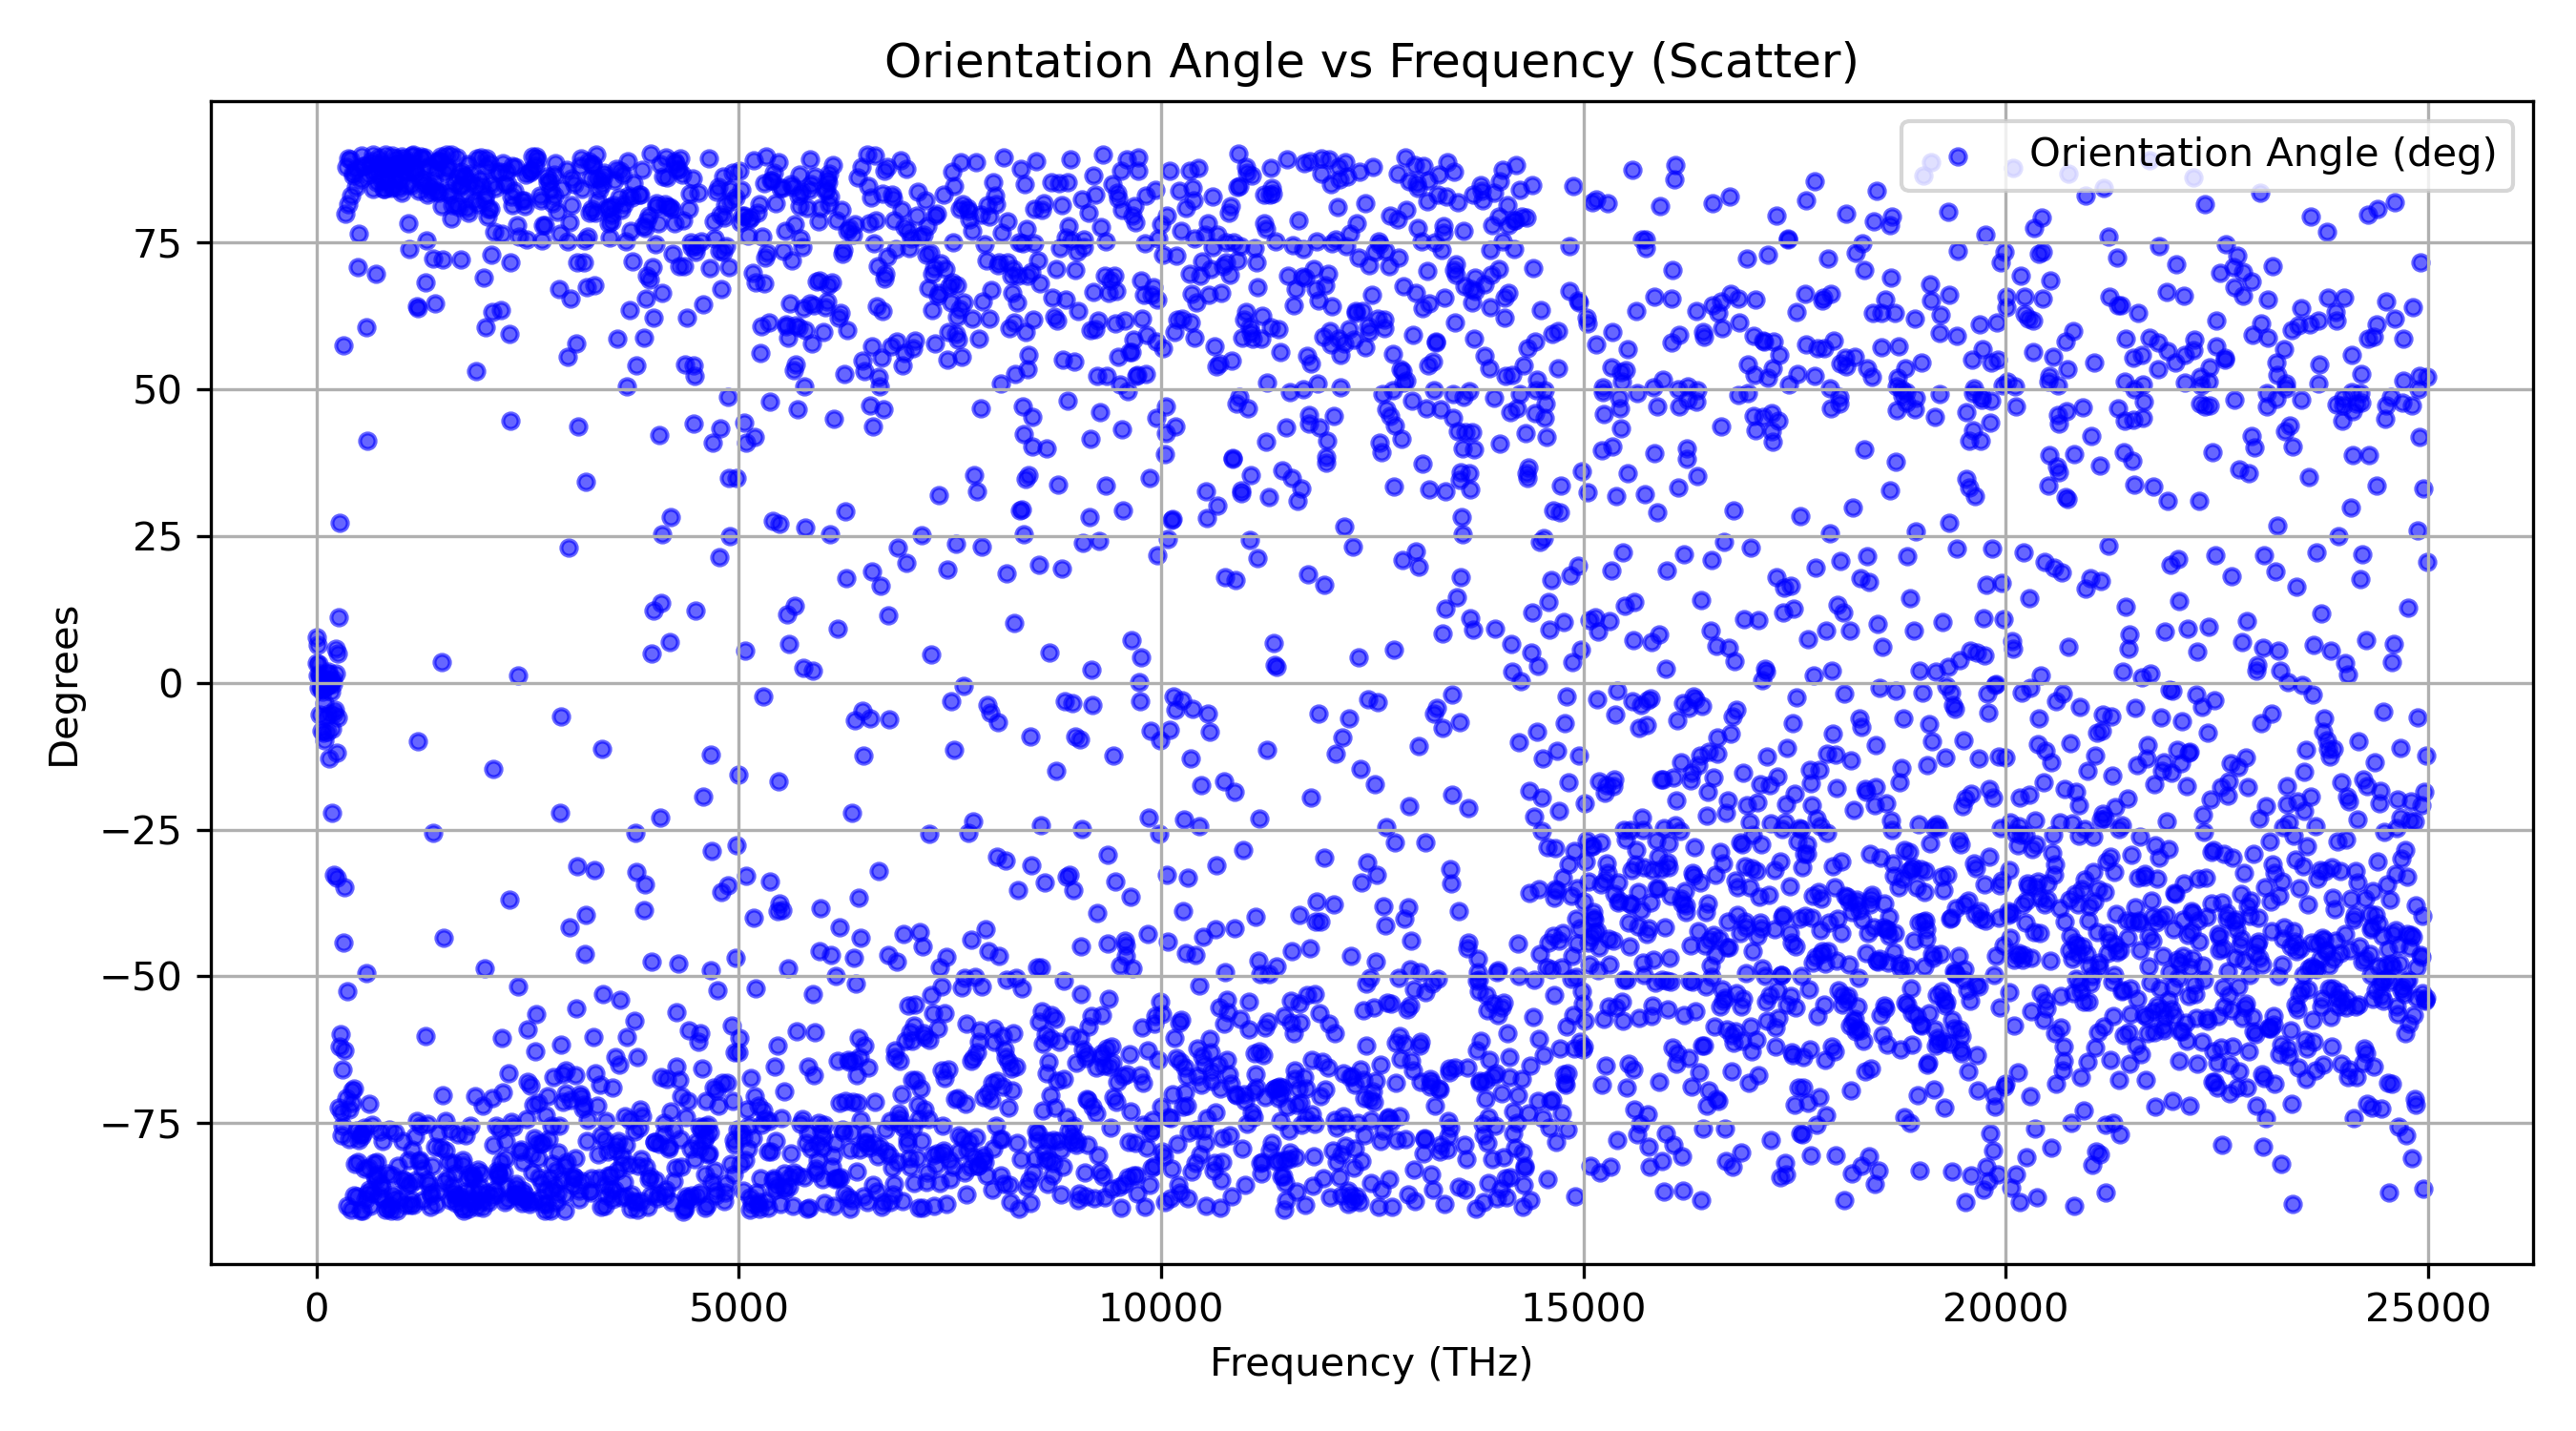 Orientation Angle vs Frequency (Scatter)
Orientation Angle (deg)
75
50
25
0
−25
−50
−75
Degrees
0 5000 10000 15000 20000 25000
Frequency (THz)